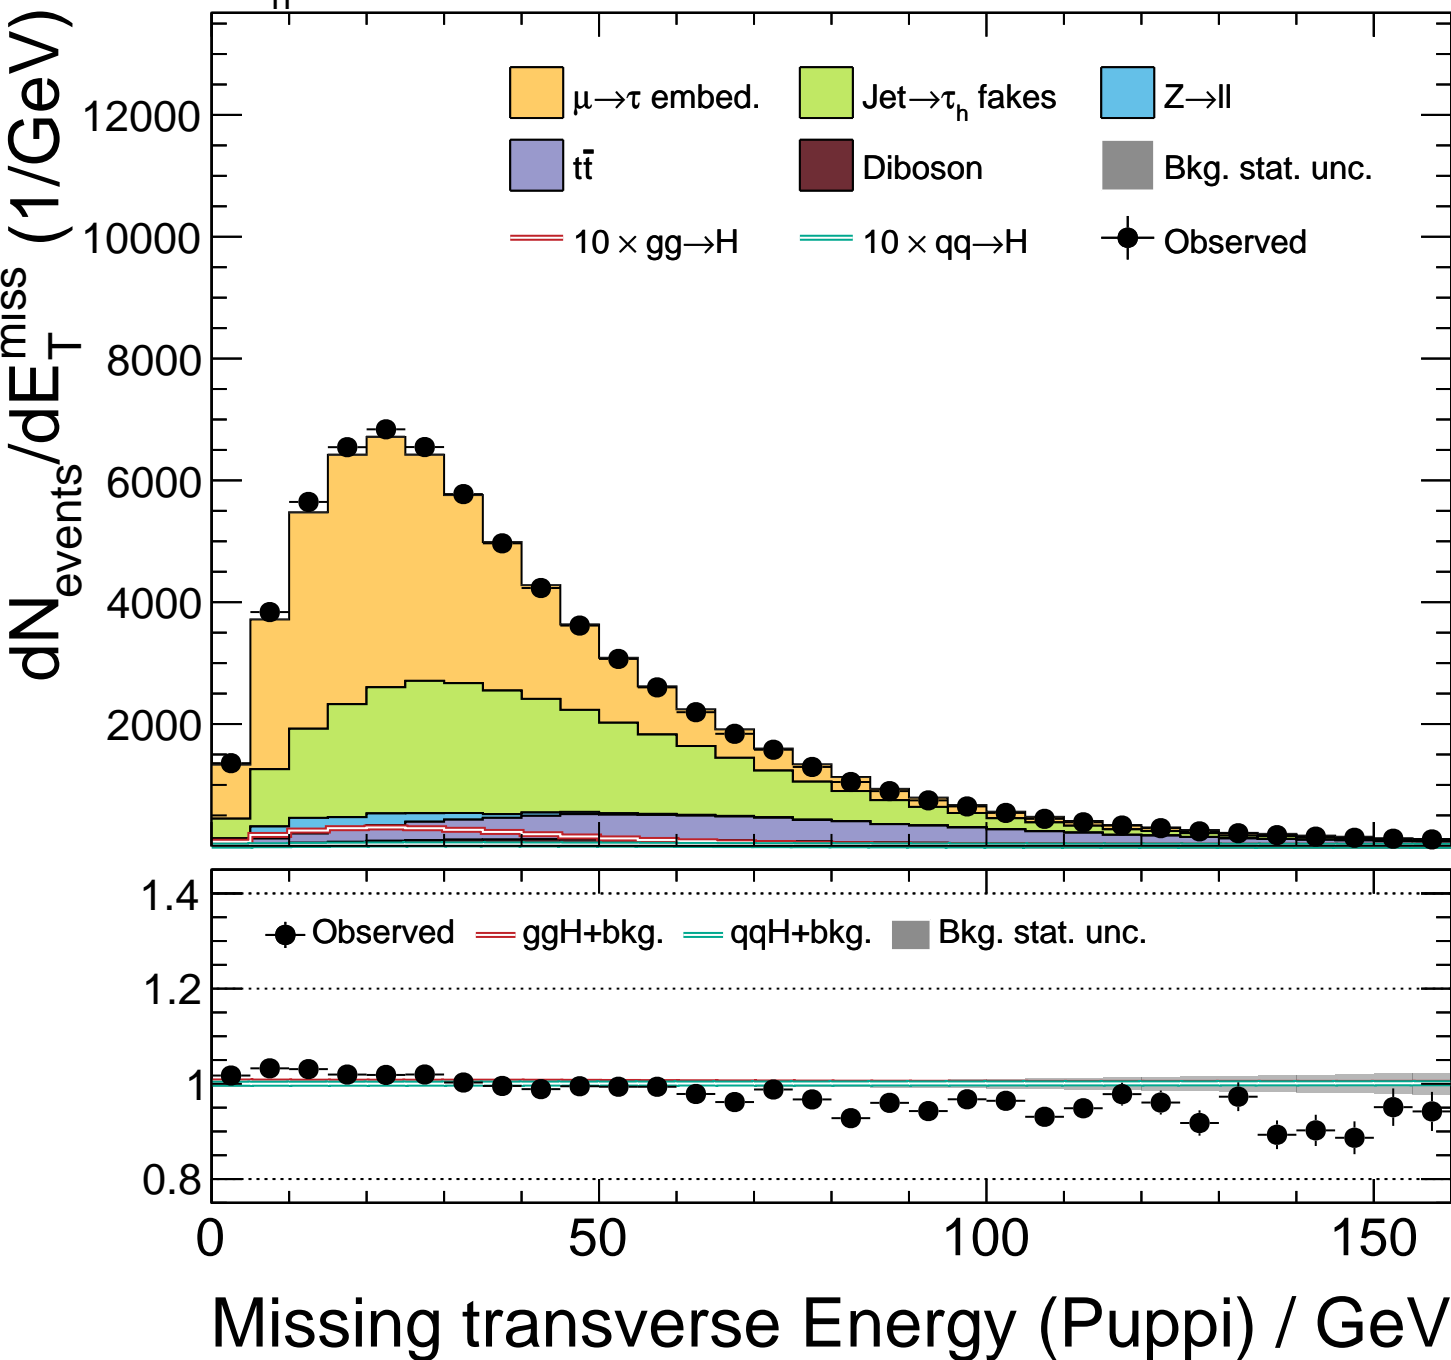 dN_events/dE_T^miss (1/GeV)
12000
10000
8000
6000
4000
2000
μ→τ embed. Jet→τ_h fakes Z→ll
tt̄ Diboson Bkg. stat. unc.
10 × gg→H 10 × qq→H Observed
1.4
1.2
1
0.8
Observed ggH+bkg. qqH+bkg. Bkg. stat. unc.
0 50 100 150
Missing transverse Energy (Puppi) / GeV